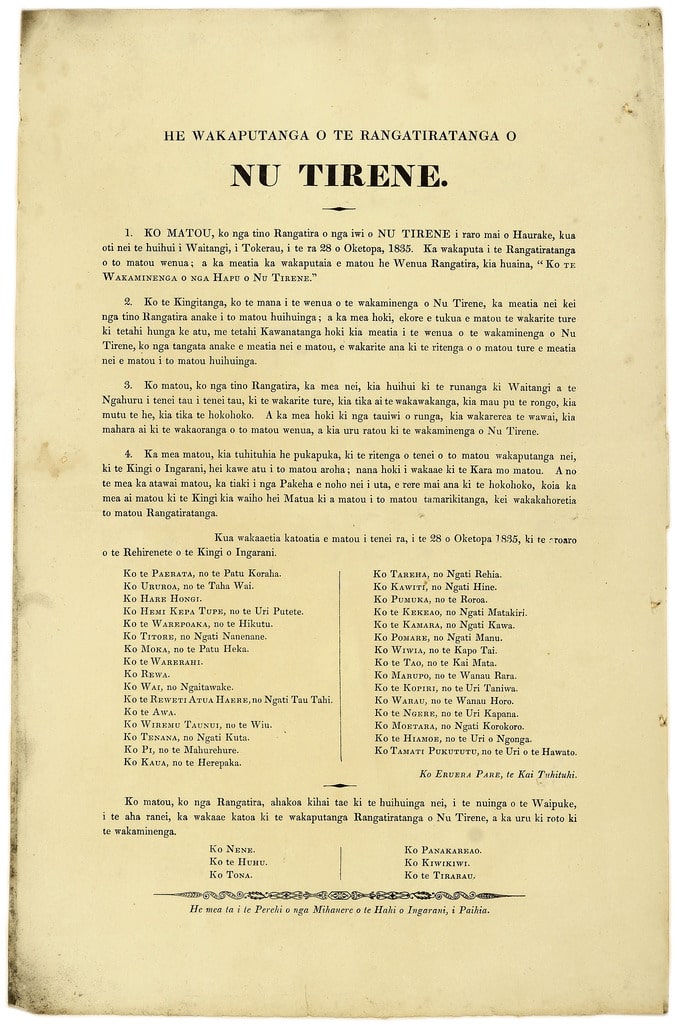 HE WAKAPUTANGA O TE RANGATIRATANGA O
NU TIRENE.
1. KO MATOU, ko nga tino Rangatira o nga iwi o NU TIRENE i raro mai o Haurake, kua
oti nei te huihui i Waitangi, i Tokerau, i te ra 28 o Oketopa, 1835. Ka wakaputa i te Rangatiratanga
o to matou wenua; a ka meatia ka wakaputaia e matou he Wenua Rangatira, kia huaina, “ KO TE
WAKAMINENGA O NGA HAPU O NU TIRENE.”
2. Ko te Kingitanga, ko te mana i te wenua o te wakaminenga o Nu Tirene, ka meatia nei kei
nga tino Rangatira anake i to matou huihuinga; a ka mea hoki, ekore e tukua e matou te wakarite ture
ki tetahi hunga ke atu, me tetahi Kawanatanga hoki kia meatia i te wenua o te wakaminenga o Nu
Tirene, ko nga tangata anake e meatia nei e matou, e wakarite ana ki te ritenga o o matou ture e meatia
nei e matou i to matou huihuinga.
3. Ko matou, ko nga tino Rangatira, ka mea nei, kia huihui ki te runanga ki Waitangi a te
Ngahuru i tenei tau i tenei tau, ki te wakarite ture, kia tika ai te wakawakanga, kia mau pu te rongo, kia
mutu te he, kia tika te hokohoko. A ka mea hoki ki nga tauiwi o runga, kia wakarerea te wawai, kia
mahara ai ki te wakaoranga o to matou wenua, a kia uru ratou ki te wakaminenga o Nu Tirene.
4. Ka mea matou, kia tuhituhia he pukapuka, ki te ritenga o tenei o to matou wakaputanga nei,
ki te Kingi o Ingarani, hei kawe atu i to matou aroha; nana hoki i wakaae ki te Kara mo matou. A no
te mea ka atawai matou, ka tiaki i nga Pakeha e noho nei i uta, e rere mai ana ki te hokohoko, koia ka
mea ai matou ki te Kingi kia waiho hei Matua ki a matou i to matou tamarikitanga, kei wakakahoretia
to matou Rangatiratanga.
Kua wakaaetia katoatia e matou i tenei ra, i te 28 o Oketopa 1835, ki te aroaro
o te Rehirenete o te Kingi o Ingarani.
Ko te PAERATA, no te Patu Koraha.
Ko URUROA, no te Taha Wai.
Ko HARE HONGI.
Ko HEMI KEPA TUPE, no te Uri Putete.
Ko te WAREPOAKA, no te Hikutu.
Ko TITORE, no Ngati Nanenane.
Ko MOKA, no te Patu Heka.
Ko te WARERAHI.
Ko REWA.
Ko WAI, no Ngaitawake.
Ko te REWETI ATUA HAERE, no Ngati Tau Tahi.
Ko te AWA.
Ko WIREMU TAUNUI, no te Wiu.
Ko TENANA, no Ngati Kuta.
Ko PI, no te Mahurehure.
Ko KAUA, no te Herepaka.
Ko TAREHA, no Ngati Rehia.
Ko KAWITI, no Ngati Hine.
Ko PUMUKA, no te Roroa.
Ko te KEKEAO, no Ngati Matakiri.
Ko te KAMARA, no Ngati Kawa.
Ko POMARE, no Ngati Manu.
Ko WIWIA, no te Kapo Tai.
Ko te TAO, no te Kai Mata.
Ko MARUPO, no te Wanau Rara.
Ko te KOPIRI, no te Uri Taniwa.
Ko WARAU, no te Wanau Horo.
Ko te NGERE, no te Uri Kapana.
Ko MOETARA, no Ngati Korokoro.
Ko te HIAMOE, no te Uri o Ngonga.
Ko TAMATI PUKUTUTU, no te Uri o te Hawato.
Ko ERUERA PARE, te Kai Tuhituhi.
Ko matou, ko nga Rangatira, ahakoa kihai tae ki te huihuinga nei, i te nuinga o te Waipuke,
i te aha ranei, ka wakaae katoa ki te wakaputanga Rangatiratanga o Nu Tirene, a ka uru ki roto ki
te wakaminenga.
Ko NENE.
Ko te HUHU.
Ko TONA.
Ko PANAKAREAO.
Ko KIWIKIWI.
Ko te TIRARAU.
He mea ta i te Perehi o nga Mihanere o te Hahi o Ingarani, i Paihia.